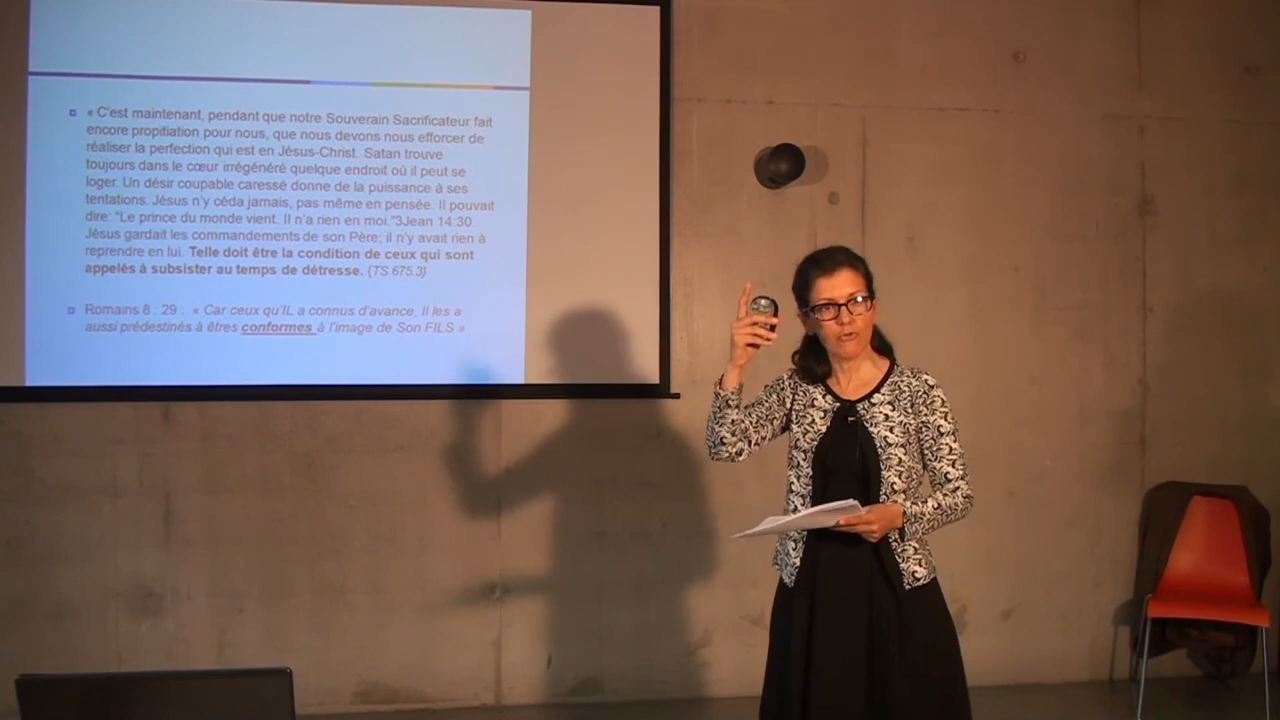 « C'est maintenant, pendant que notre Souverain Sacrificateur fait
encore propitiation pour nous, que nous devons nous efforcer de
réaliser la perfection qui est en Jésus-Christ. Satan trouve
toujours dans le cœur irrégénéré quelque endroit où il peut se
loger. Un désir coupable caressé donne de la puissance à ses
tentations. Jésus n'y céda jamais, pas même en pensée. Il pouvait
dire: "Le prince du monde vient. Il n'a rien en moi."3Jean 14:30.
Jésus gardait les commandements de son Père; il n'y avait rien à
reprendre en lui. Telle doit être la condition de ceux qui sont
appelés à subsister au temps de détresse. (TS 675.3)
Romains 8 : 29 : « Car ceux qu'IL a connus d'avance, Il les a
aussi prédestinés à êtres conformes à l'image de Son FILS »